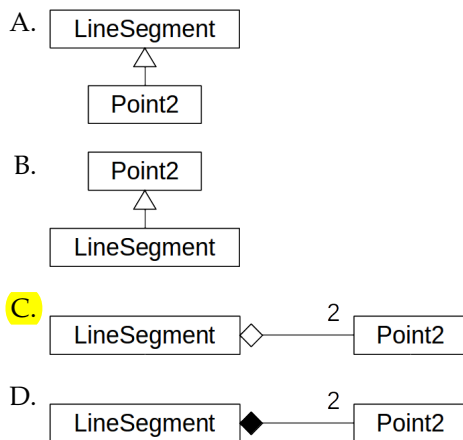 A. LineSegment
Point2
B. Point2
LineSegment
C. LineSegment 2 Point2
D. LineSegment 2 Point2